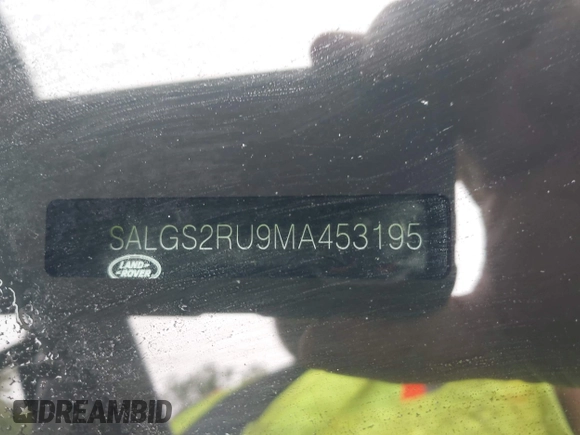 SALGS2RU9MA453195
LAND-
-ROVER
DREAMBID